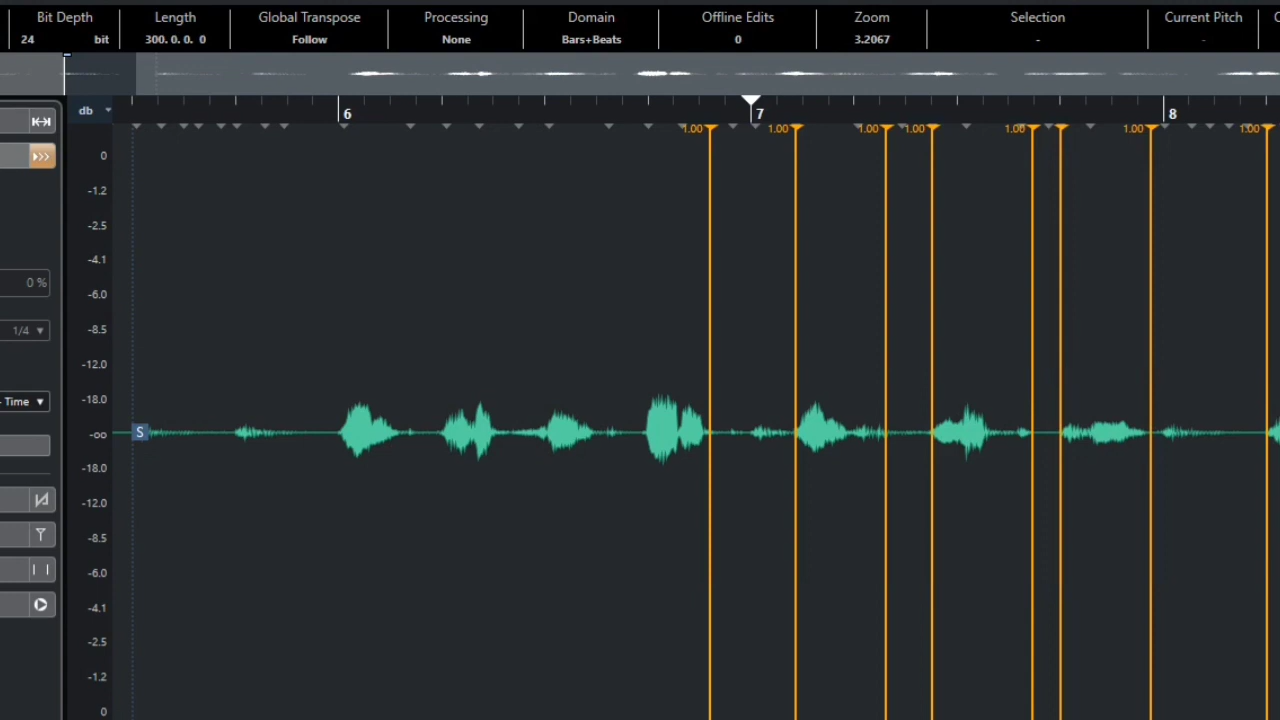 Bit Depth Length Global Transpose Processing Domain Offline Edits Zoom Selection Current Pitch
24 bit 300. 0. 0. 0 Follow None Bars+Beats 0 3.2067 - -
db 6 7 8
1.00 1.00 1.00 1.00 1.00 1.00 1.00
0
-1.2
-2.5
-4.1
0 %
-6.0
1/4
-8.5
-12.0
- Time
-18.0
S
-oo
-18.0
-12.0
-8.5
-6.0
-4.1
-2.5
-1.2
0